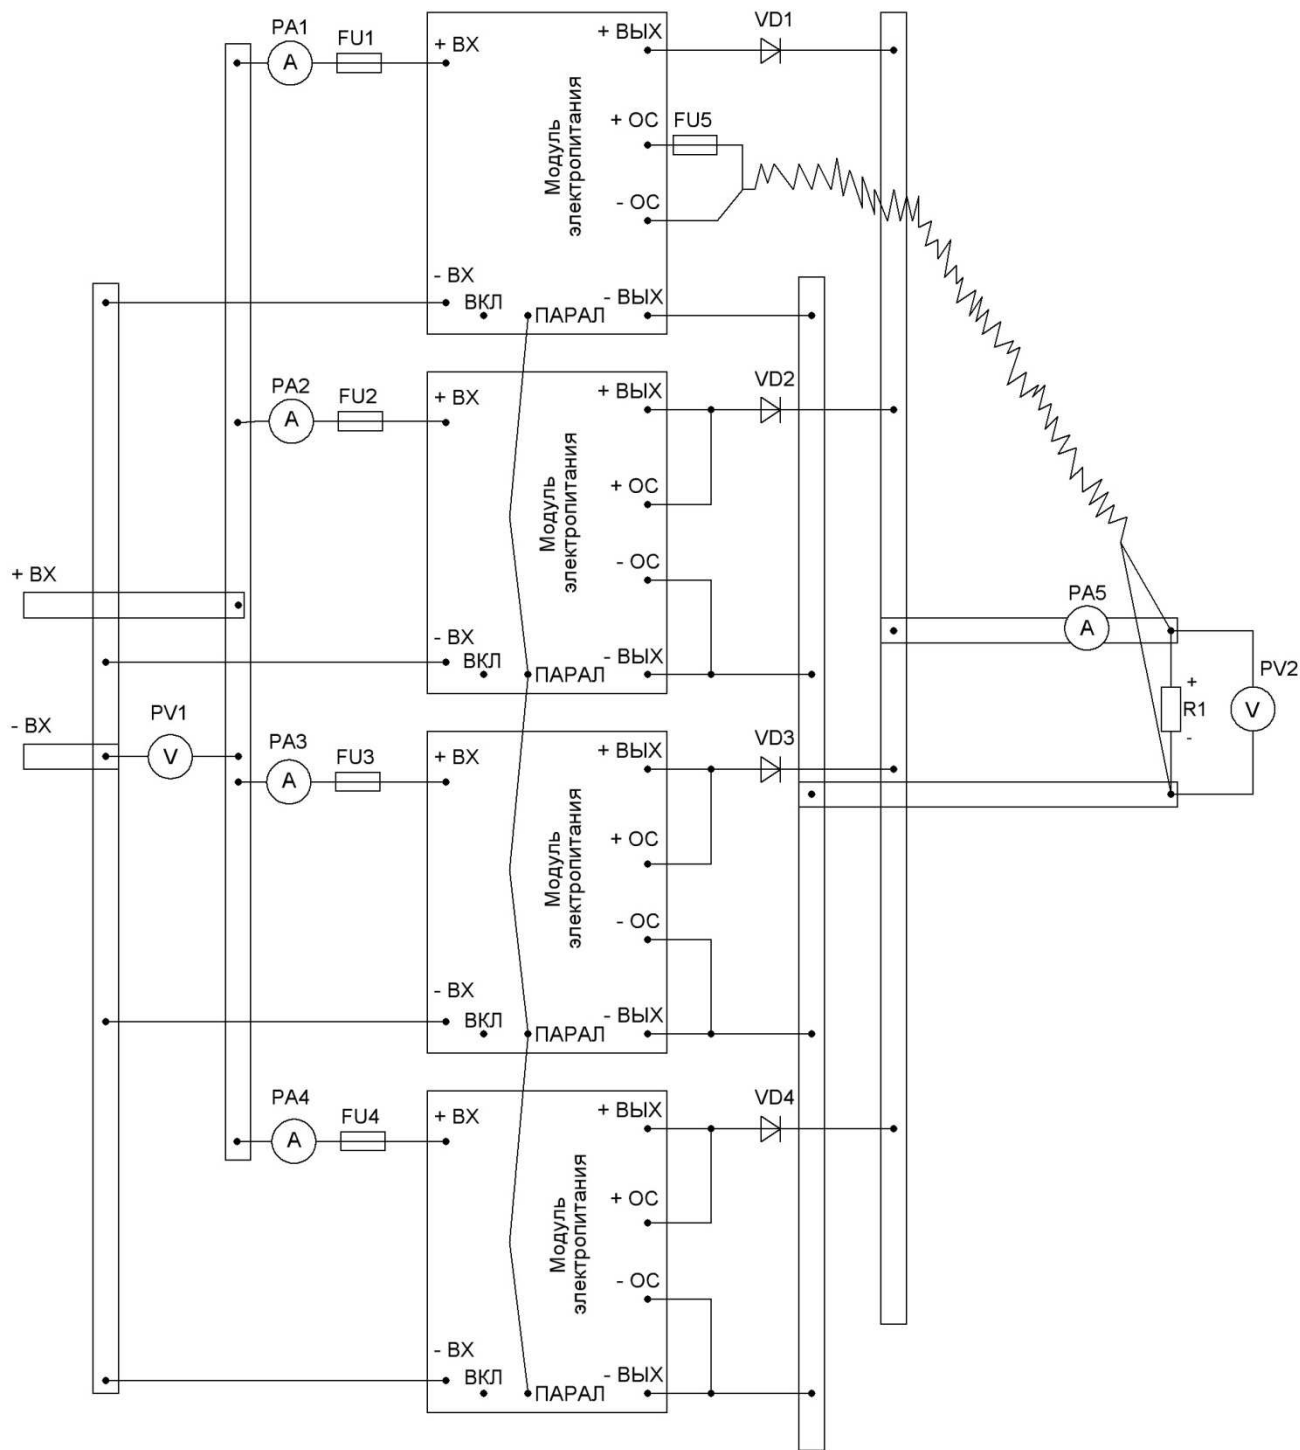 PA1
FU1
A
+ ВХ
+ ВЫХ
VD1
+ ОС
FU5
Модуль
электропитания
- ОС
- ВХ
ВКЛ
ПАРАЛ
- ВЫХ
PA2
FU2
A
+ ВХ
+ ВЫХ
VD2
+ ОС
Модуль
электропитания
- ОС
+ ВХ
- ВХ
ВКЛ
ПАРАЛ
- ВЫХ
PA5
A
PV2
V
+
R1
-
- ВХ
PV1
V
PA3
FU3
A
+ ВХ
+ ВЫХ
VD3
+ ОС
Модуль
электропитания
- ОС
- ВХ
ВКЛ
ПАРАЛ
- ВЫХ
PA4
FU4
A
+ ВХ
+ ВЫХ
VD4
+ ОС
Модуль
электропитания
- ОС
- ВХ
ВКЛ
ПАРАЛ
- ВЫХ